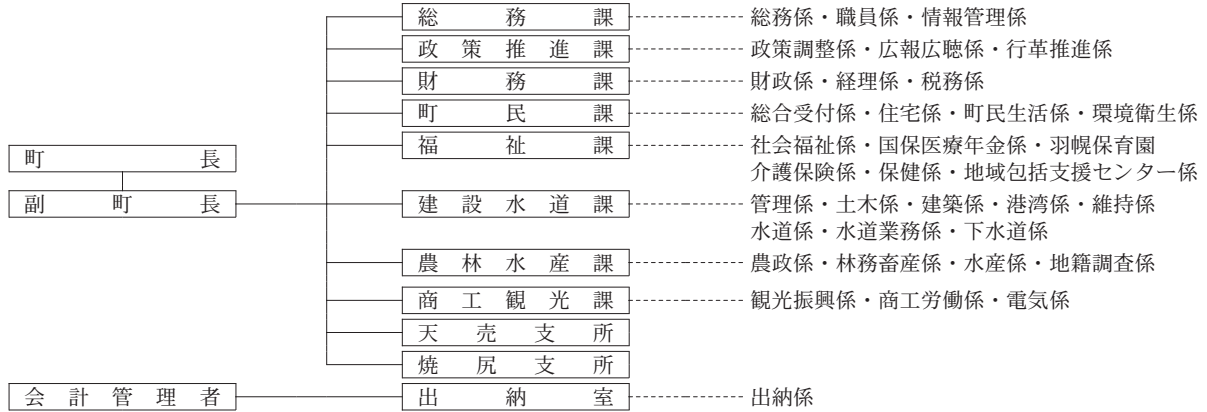 総務課 総務係・職員係・情報管理係
政策推進課 政策調整係・広報広聴係・行革推進係
財務課 財政係・経理係・税務係
町民課 総合受付係・住宅係・町民生活係・環境衛生係
福祉課 社会福祉係・国保医療年金係・羽幌保育園
町長
介護保険係・保健係・地域包括支援センター係
副町長 建設水道課 管理係・土木係・建築係・港湾係・維持係
水道係・水道業務係・下水道係
農林水産課 農政係・林務畜産係・水産係・地籍調査係
商工観光課 観光振興係・商工労働係・電気係
天売支所
焼尻支所
会計管理者 出納室 出納係